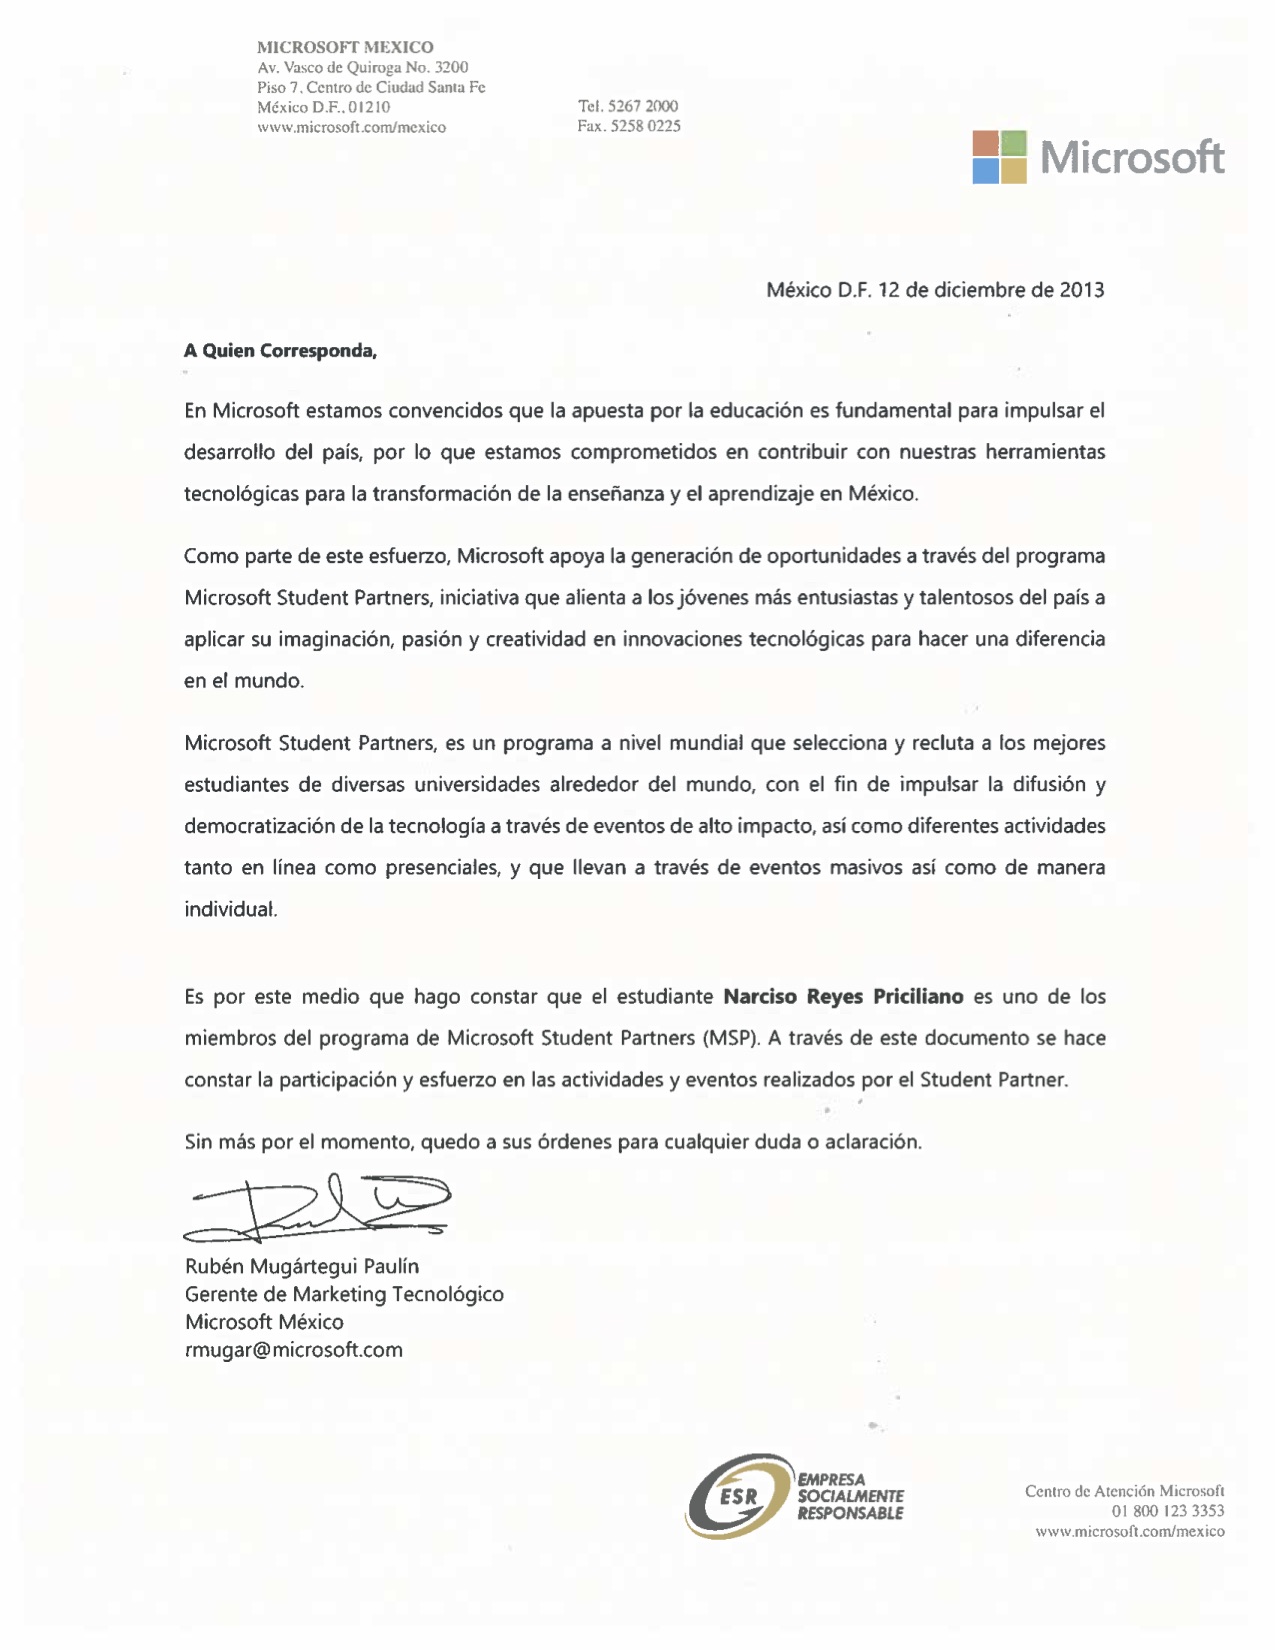 MICROSOFT MEXICO
Av. Vasco de Quiroga No. 3200
Piso 7, Centro de Ciudad Santa Fe
México D.F., 01210
www.microsoft.com/mexico
Tel. 5267 2000
Fax. 5258 0225
Microsoft
México D.F. 12 de diciembre de 2013
A Quien Corresponda,
En Microsoft estamos convencidos que la apuesta por la educación es fundamental para impulsar el
desarrollo del país, por lo que estamos comprometidos en contribuir con nuestras herramientas
tecnológicas para la transformación de la enseñanza y el aprendizaje en México.
Como parte de este esfuerzo, Microsoft apoya la generación de oportunidades a través del programa
Microsoft Student Partners, iniciativa que alienta a los jóvenes más entusiastas y talentosos del país a
aplicar su imaginación, pasión y creatividad en innovaciones tecnológicas para hacer una diferencia
en el mundo.
Microsoft Student Partners, es un programa a nivel mundial que selecciona y recluta a los mejores
estudiantes de diversas universidades alrededor del mundo, con el fin de impulsar la difusión y
democratización de la tecnología a través de eventos de alto impacto, así como diferentes actividades
tanto en línea como presenciales, y que llevan a través de eventos masivos así como de manera
individual.
Es por este medio que hago constar que el estudiante Narciso Reyes Priciliano es uno de los
miembros del programa de Microsoft Student Partners (MSP). A través de este documento se hace
constar la participación y esfuerzo en las actividades y eventos realizados por el Student Partner.
Sin más por el momento, quedo a sus órdenes para cualquier duda o aclaración.
Rubén Mugártegui Paulín
Gerente de Marketing Tecnológico
Microsoft México
rmugar@microsoft.com
ESR
EMPRESA
SOCIALMENTE
RESPONSABLE
Centro de Atención Microsoft
01 800 123 3353
www.microsoft.com/mexico